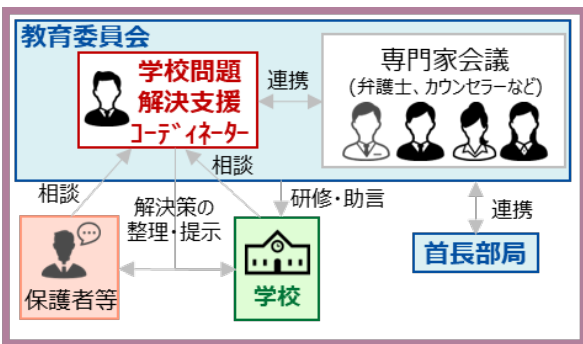 教育委員会
学校問題
解決支援
コーディネーター
連携
専門家会議
(弁護士、カウンセラーなど)
相談
相談
解決策の
整理・提示
研修・助言
連携
保護者等
学校
首長部局